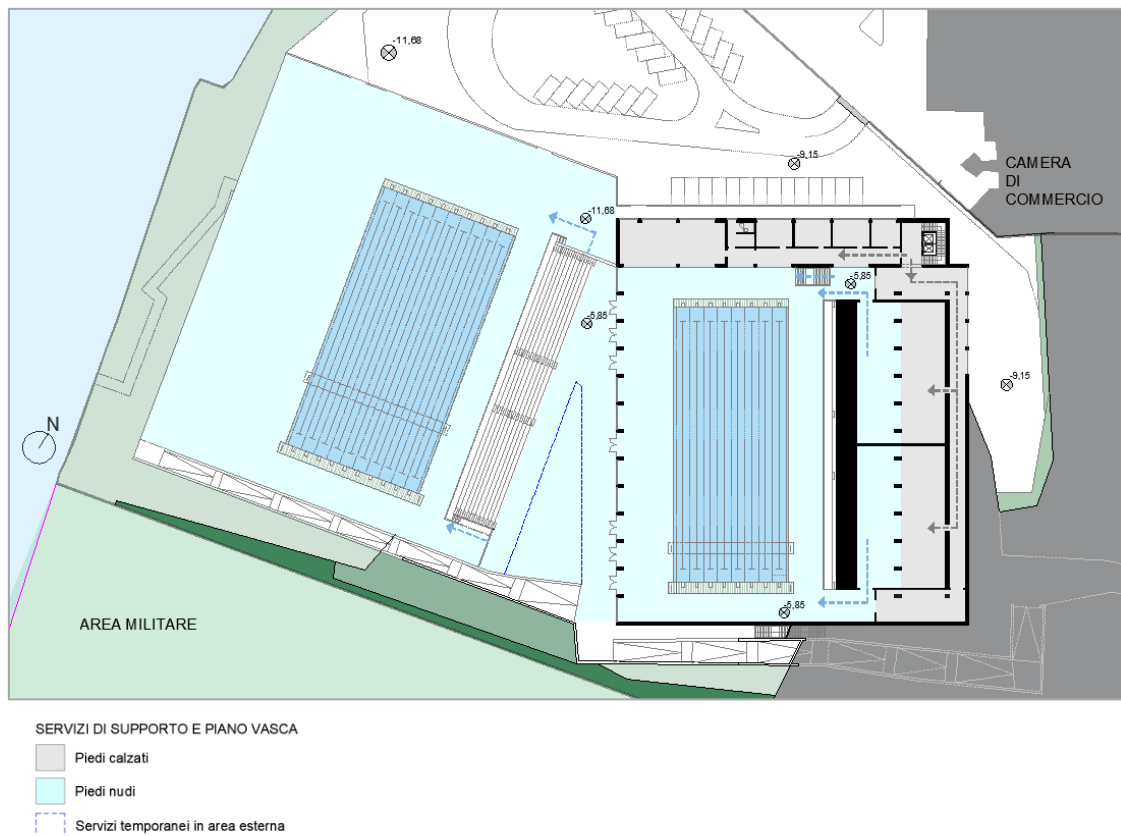 -11,68
-9,15
CAMERA
DI
COMMERCIO
-11,68
-5,85
-5,85
-9,15
N
-5,85
AREA MILITARE
SERVIZI DI SUPPORTO E PIANO VASCA
Piedi calzati
Piedi nudi
Servizi temporanei in area esterna